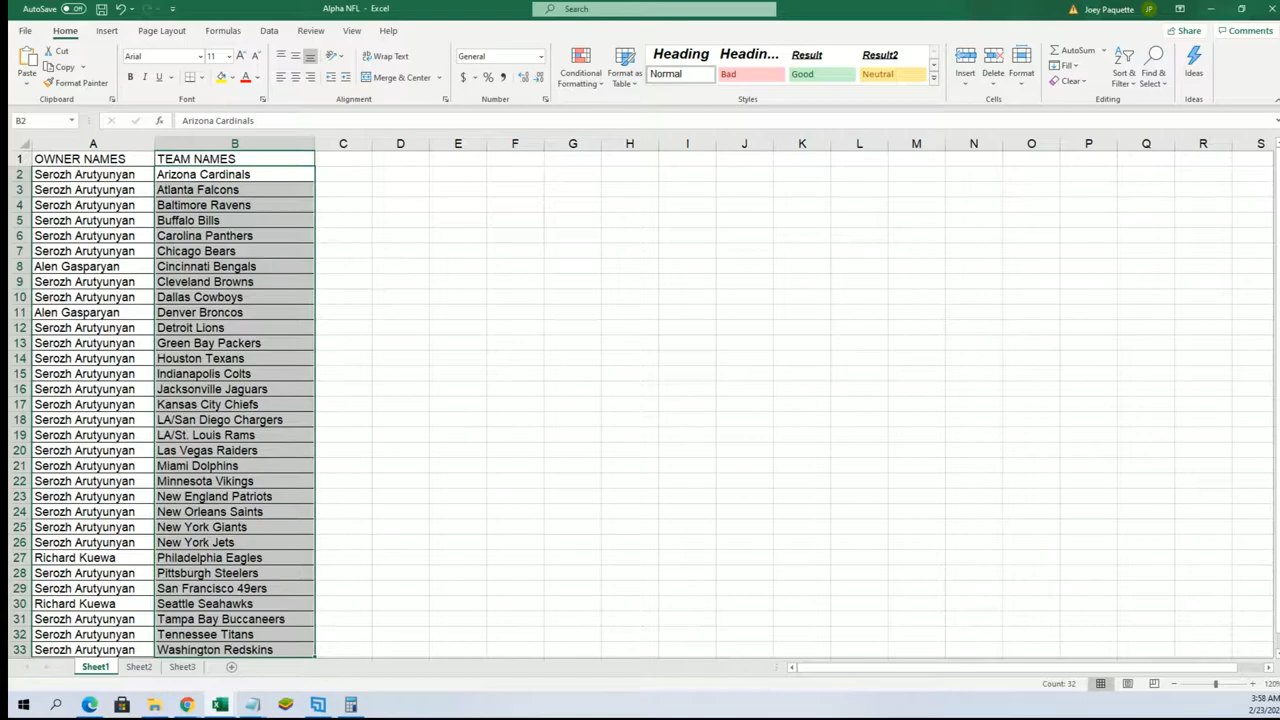 AutoSave Off Alpha NFL - Excel Search Joey Paquette JP
File Home Insert Page Layout Formulas Data Review View Help Share Comments
Paste Cut Copy Format Painter Clipboard
Arial 11 B I U A Font
Wrap Text Merge & Center Alignment
General $ % Number
Conditional Formatting Format as Table
Heading Headin... Result Result2
Normal Bad Good Neutral
Styles
Insert Delete Format Cells
AutoSum Fill Clear Sort & Filter Find & Select Editing
Ideas Ideas
B2 fx Arizona Cardinals
A B C D E F G H I J K L M N O P Q R S
1 OWNER NAMES TEAM NAMES
2 Serozh Arutyunyan Arizona Cardinals
3 Serozh Arutyunyan Atlanta Falcons
4 Serozh Arutyunyan Baltimore Ravens
5 Serozh Arutyunyan Buffalo Bills
6 Serozh Arutyunyan Carolina Panthers
7 Serozh Arutyunyan Chicago Bears
8 Alen Gasparyan Cincinnati Bengals
9 Serozh Arutyunyan Cleveland Browns
10 Serozh Arutyunyan Dallas Cowboys
11 Alen Gasparyan Denver Broncos
12 Serozh Arutyunyan Detroit Lions
13 Serozh Arutyunyan Green Bay Packers
14 Serozh Arutyunyan Houston Texans
15 Serozh Arutyunyan Indianapolis Colts
16 Serozh Arutyunyan Jacksonville Jaguars
17 Serozh Arutyunyan Kansas City Chiefs
18 Serozh Arutyunyan LA/San Diego Chargers
19 Serozh Arutyunyan LA/St. Louis Rams
20 Serozh Arutyunyan Las Vegas Raiders
21 Serozh Arutyunyan Miami Dolphins
22 Serozh Arutyunyan Minnesota Vikings
23 Serozh Arutyunyan New England Patriots
24 Serozh Arutyunyan New Orleans Saints
25 Serozh Arutyunyan New York Giants
26 Serozh Arutyunyan New York Jets
27 Richard Kuewa Philadelphia Eagles
28 Serozh Arutyunyan Pittsburgh Steelers
29 Serozh Arutyunyan San Francisco 49ers
30 Richard Kuewa Seattle Seahawks
31 Serozh Arutyunyan Tampa Bay Buccaneers
32 Serozh Arutyunyan Tennessee Titans
33 Serozh Arutyunyan Washington Redskins
Sheet1 Sheet2 Sheet3
Count: 32 120%
3:58 AM
2/23/202